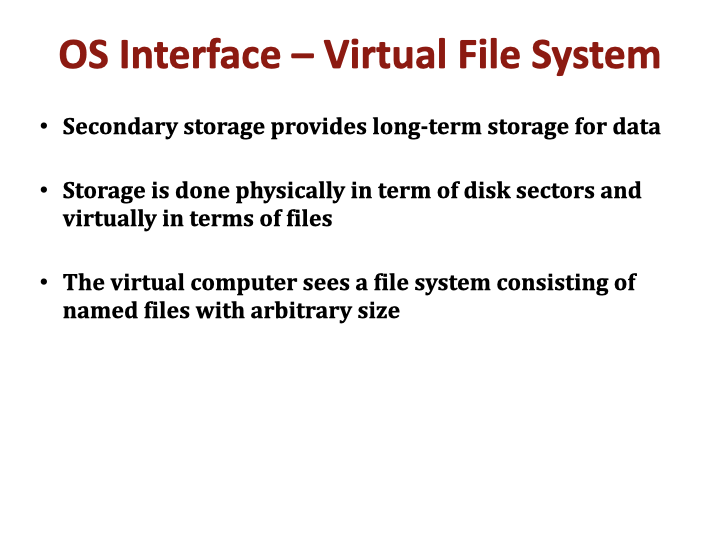 OS Interface – Virtual File System
• Secondary storage provides long-term storage for data
• Storage is done physically in term of disk sectors and
virtually in terms of files
• The virtual computer sees a file system consisting of
named files with arbitrary size